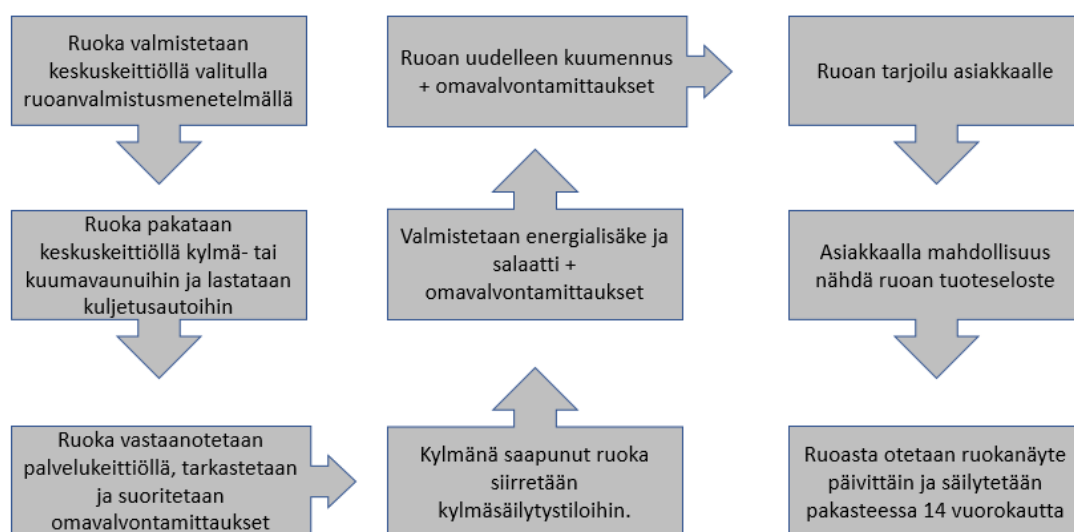 Ruoka valmistetaan
keskuskeittiöllä valitulla
ruoanvalmistusmenetelmällä
Ruoka pakataan
keskuskeittiöllä kylmä- tai
kuumavaunuihin ja lastataan
kuljetusautoihin
Ruoka vastaanotetaan
palvelukeittiöllä, tarkastetaan
ja suoritetaan
omavalvontamittaukset
Kylmänä saapunut ruoka
siirretään
kylmäsäilytystiloihin.
Valmistetaan energialisäke ja
salaatti +
omavalvontamittaukset
Ruoan uudelleen kuumennus
+ omavalvontamittaukset
Ruoan tarjoilu asiakkaalle
Asiakkaalla mahdollisuus
nähdä ruoan tuoteseloste
Ruoasta otetaan ruokanäyte
päivittäin ja säilytetään
pakasteessa 14 vuorokautta